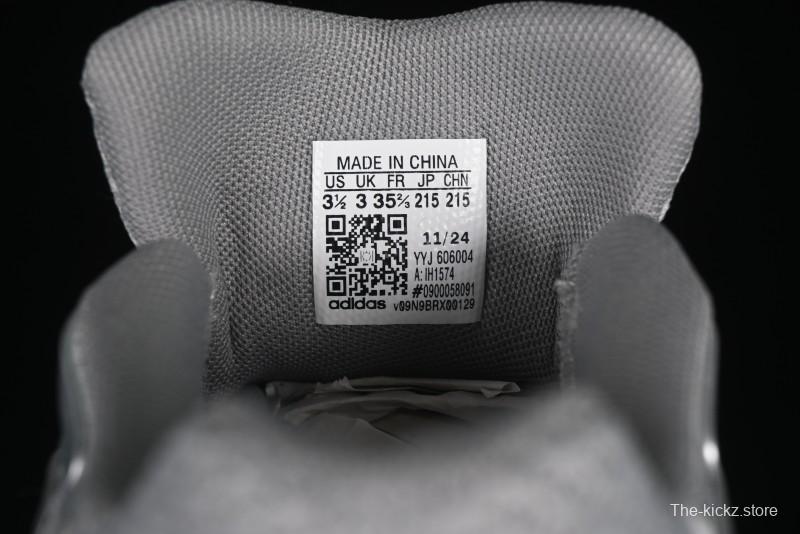 MADE IN CHINA
US UK FR JP CHN
3½ 3 35⅔ 215 215
11/24
YYJ 606004
A: IH1574
#0900058091
adidas v09N9BRX00129
The-kickz.store